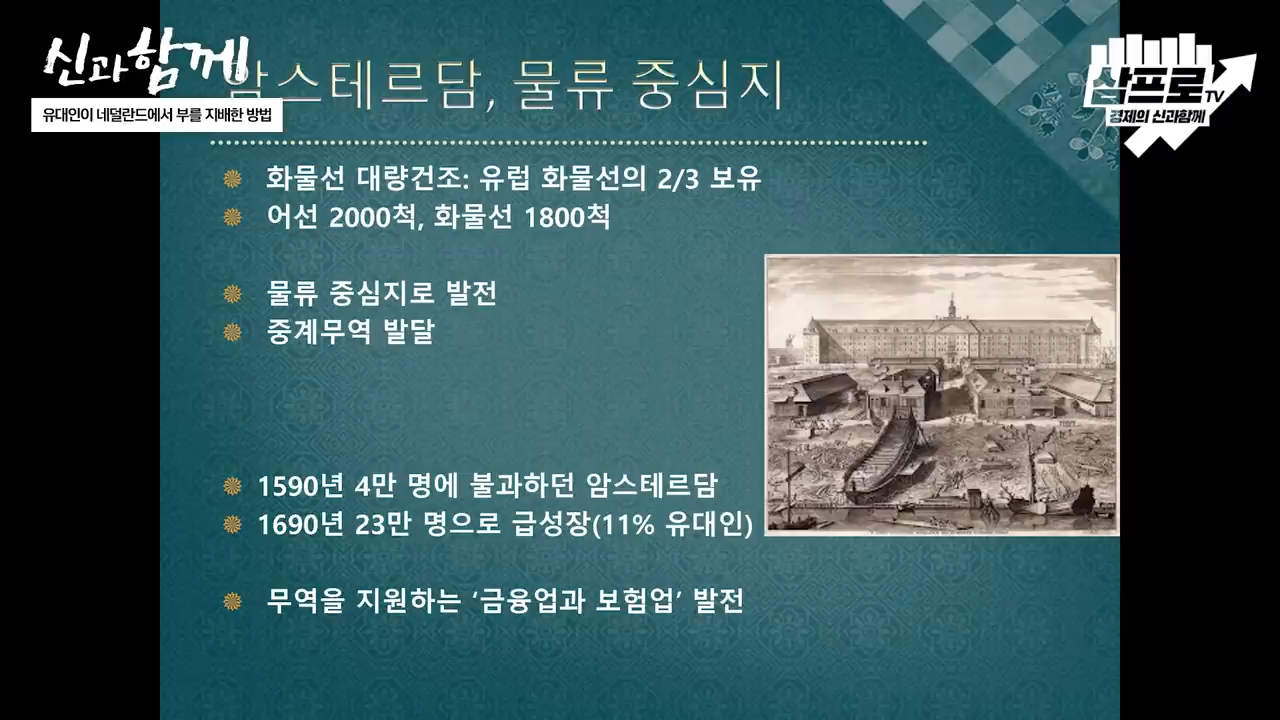 신과함께
유대인이 네덜란드에서 부를 지배한 방법
암스테르담, 물류 중심지
삼프로TV
경제의 신과함께
화물선 대량건조: 유럽 화물선의 2/3 보유
어선 2000척, 화물선 1800척
물류 중심지로 발전
중계무역 발달
1590년 4만 명에 불과하던 암스테르담
1690년 23만 명으로 급성장(11% 유대인)
무역을 지원하는 ‘금융업과 보험업’ 발전